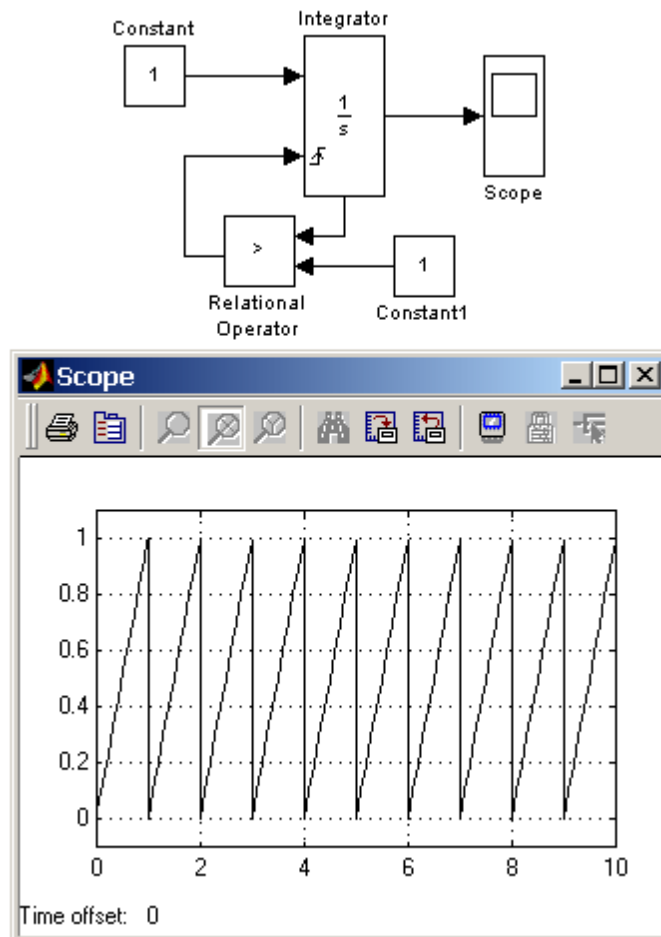 Integrator
Constant
1
1
s
Scope
>
1
Relational
Operator
Constant1
Scope
1
0.8
0.6
0.4
0.2
0
0 2 4 6 8 10
Time offset: 0